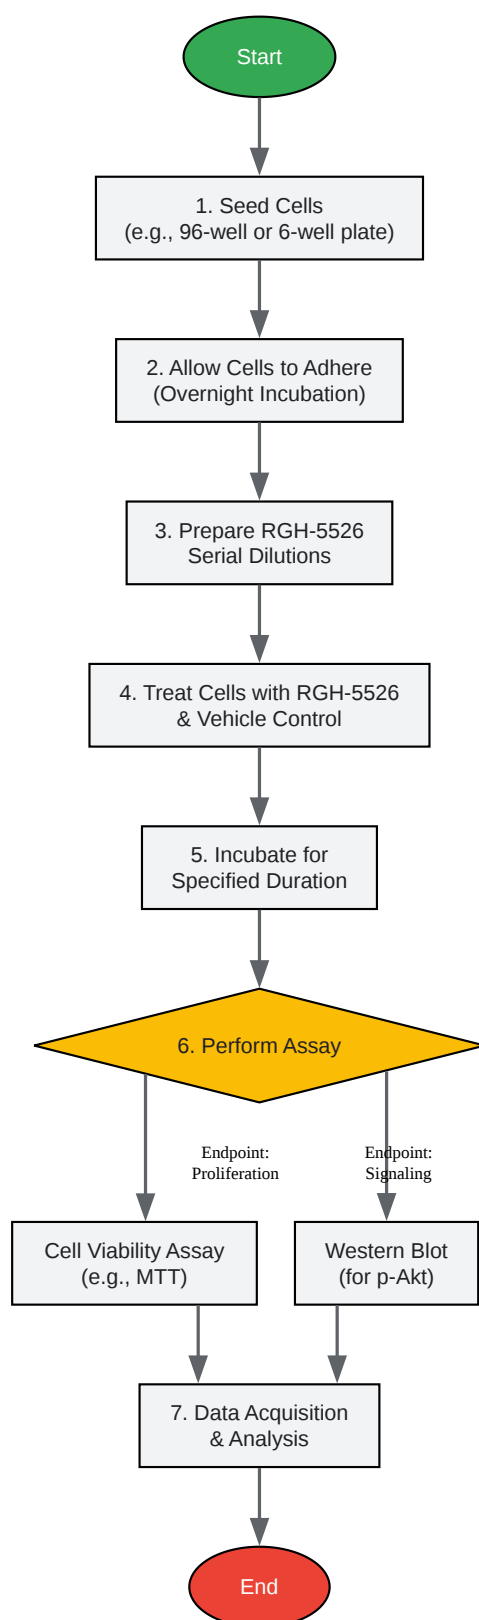 Start
1. Seed Cells
(e.g., 96-well or 6-well plate)
2. Allow Cells to Adhere
(Overnight Incubation)
3. Prepare RGH-5526
Serial Dilutions
4. Treat Cells with RGH-5526
& Vehicle Control
5. Incubate for
Specified Duration
6. Perform Assay
Endpoint:
Proliferation
Endpoint:
Signaling
Cell Viability Assay
(e.g., MTT)
Western Blot
(for p-Akt)
7. Data Acquisition
& Analysis
End